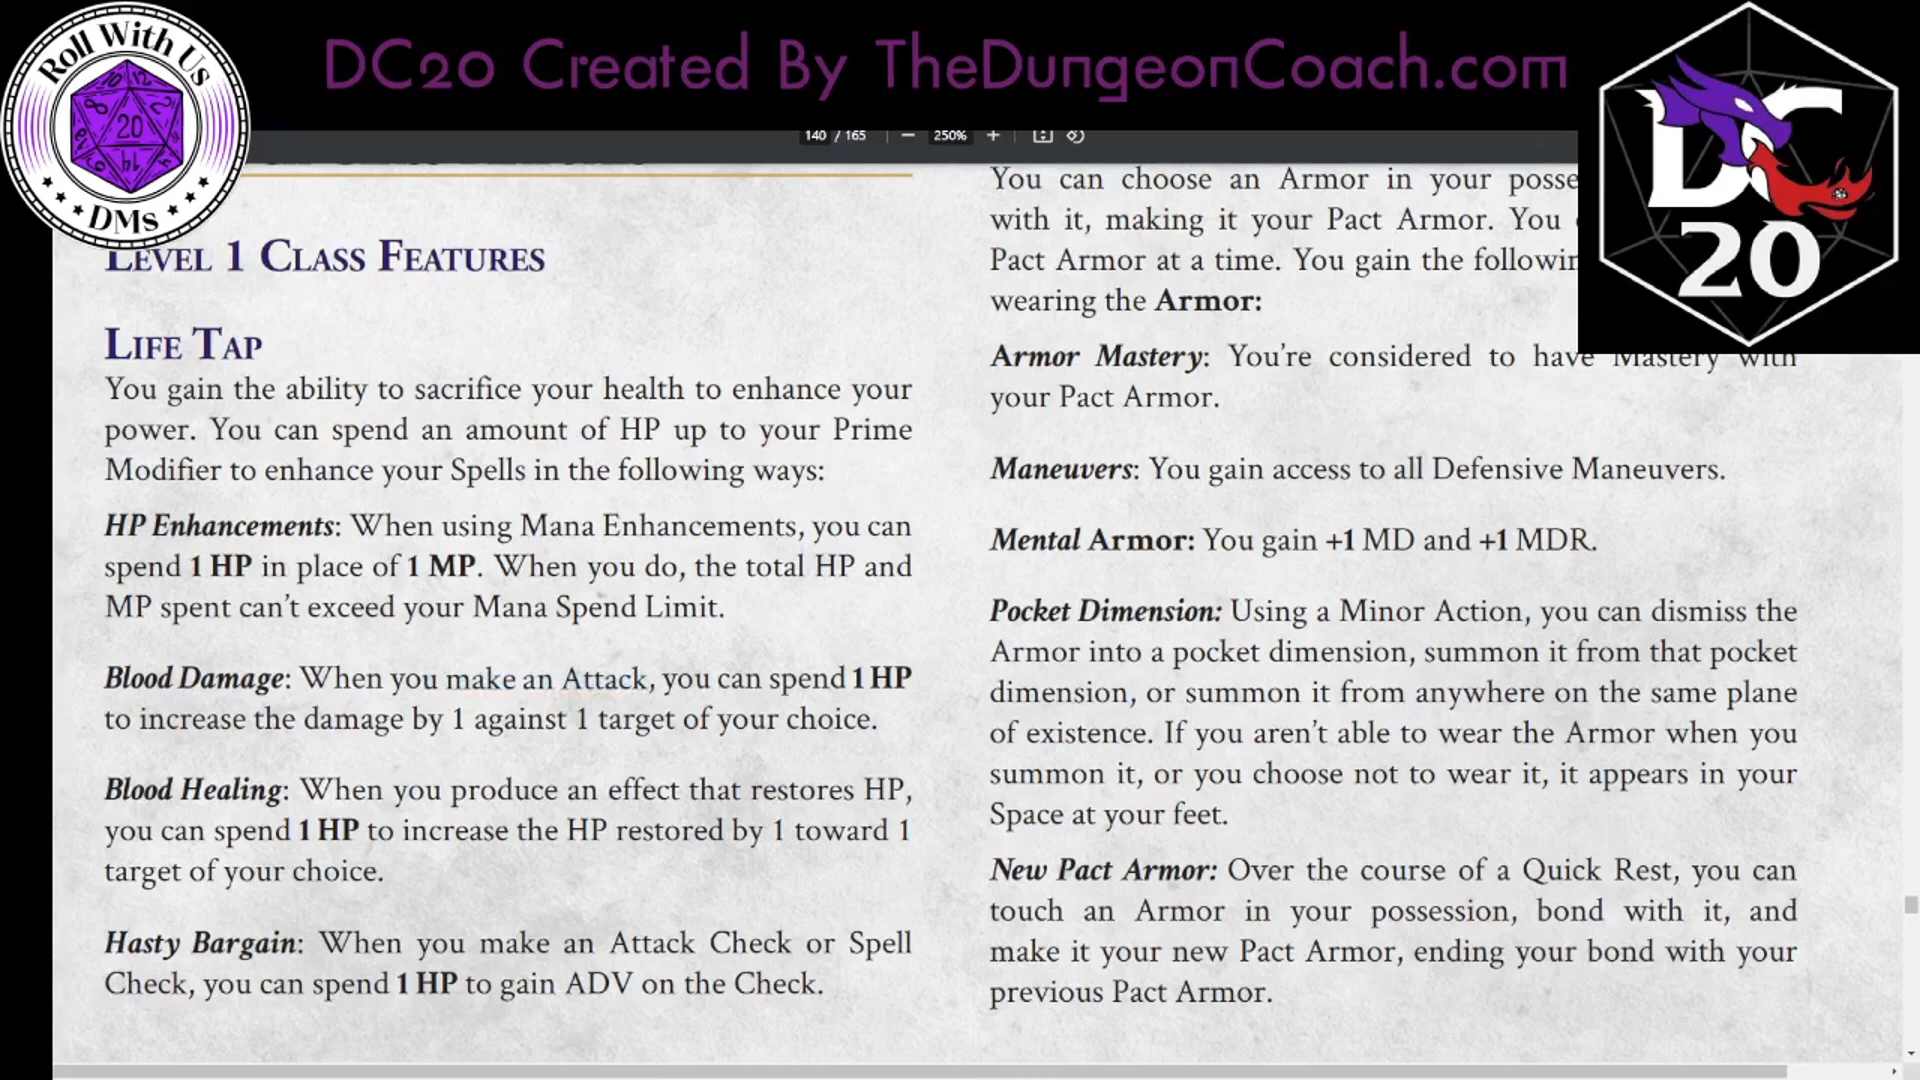 Roll With Us
20
DMs
DC20 Created By TheDungeonCoach.com
DC
20
140 / 165
250%
LEVEL 1 CLASS FEATURES
LIFE TAP
You gain the ability to sacrifice your health to enhance your
power. You can spend an amount of HP up to your Prime
Modifier to enhance your Spells in the following ways:
HP Enhancements: When using Mana Enhancements, you can
spend 1 HP in place of 1 MP. When you do, the total HP and
MP spent can't exceed your Mana Spend Limit.
Blood Damage: When you make an Attack, you can spend 1 HP
to increase the damage by 1 against 1 target of your choice.
Blood Healing: When you produce an effect that restores HP,
you can spend 1 HP to increase the HP restored by 1 toward 1
target of your choice.
Hasty Bargain: When you make an Attack Check or Spell
Check, you can spend 1 HP to gain ADV on the Check.
You can choose an Armor in your posse
with it, making it your Pact Armor. You
Pact Armor at a time. You gain the followin
wearing the Armor:
Armor Mastery: You're considered to have Mastery with
your Pact Armor.
Maneuvers: You gain access to all Defensive Maneuvers.
Mental Armor: You gain +1 MD and +1 MDR.
Pocket Dimension: Using a Minor Action, you can dismiss the
Armor into a pocket dimension, summon it from that pocket
dimension, or summon it from anywhere on the same plane
of existence. If you aren't able to wear the Armor when you
summon it, or you choose not to wear it, it appears in your
Space at your feet.
New Pact Armor: Over the course of a Quick Rest, you can
touch an Armor in your possession, bond with it, and
make it your new Pact Armor, ending your bond with your
previous Pact Armor.